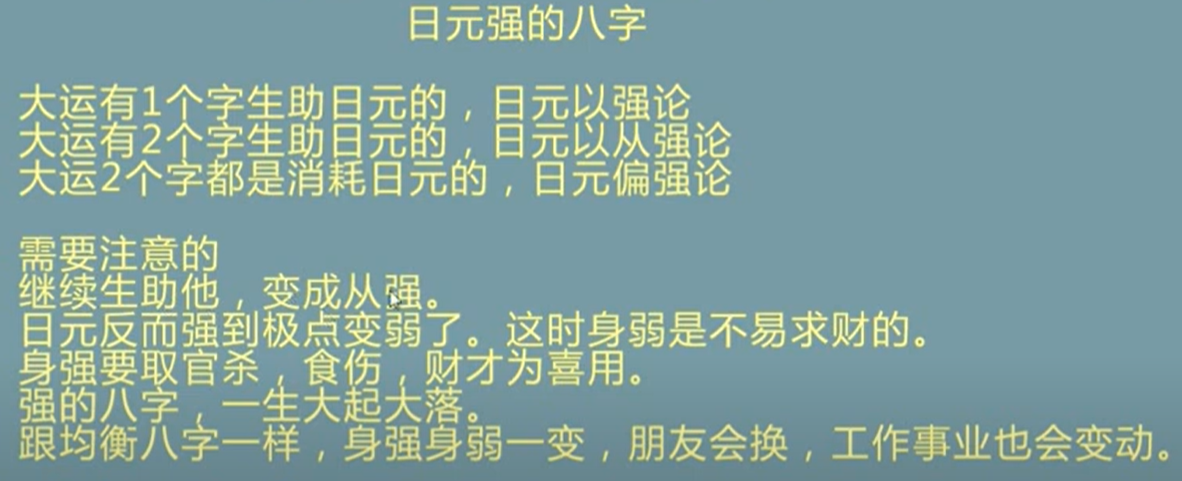 日元强的八字
大运有1个字生助日元的，日元以强论
大运有2个字生助日元的，日元以从强论
大运2个字都是消耗日元的，日元偏强论
需要注意的
继续生助他，变成从强。
日元反而强到极点变弱了。这时身弱是不易求财的。
身强要取官杀，食伤，财才为喜用。
强的八字，一生大起大落。
跟均衡八字一样，身强身弱一变，朋友会换，工作事业也会变动。